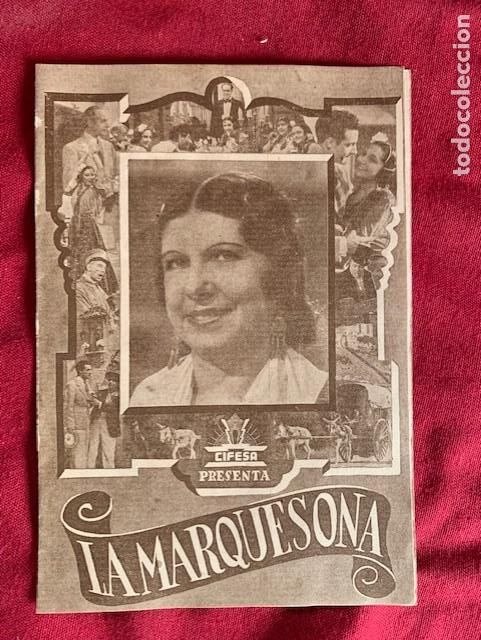 CIFESA
PRESENTA
LA MARQUESONA
todocoleccion